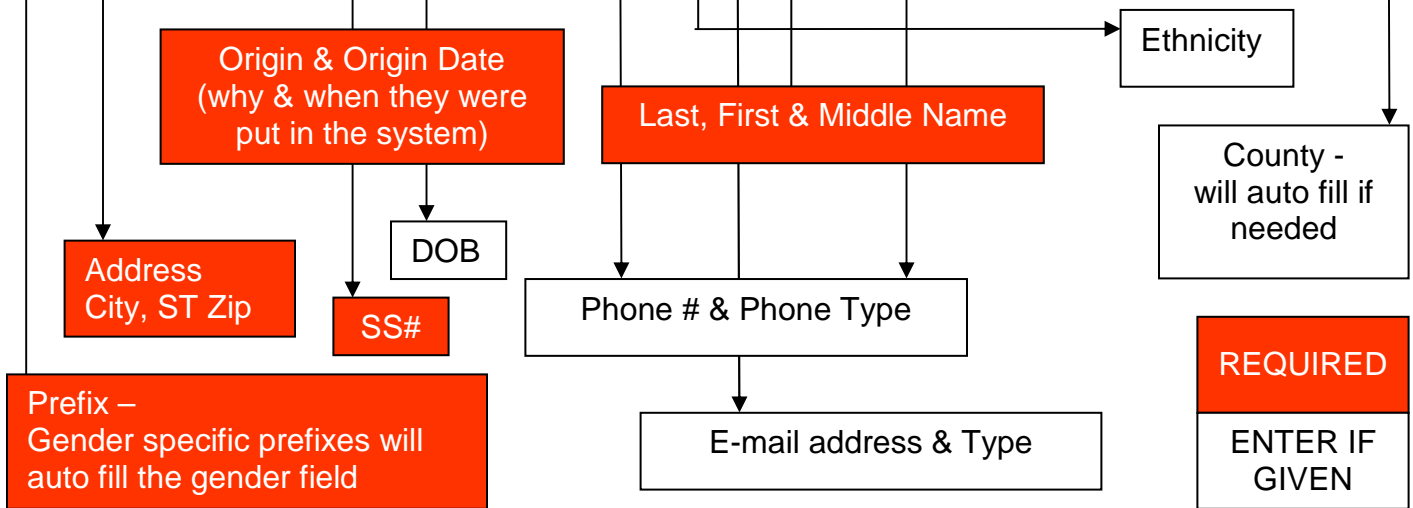 Ethnicity
Origin & Origin Date
(why & when they were
put in the system)
Last, First & Middle Name
County -
will auto fill if
needed
DOB
Address
City, ST Zip
SS#
Phone # & Phone Type
REQUIRED
Prefix –
Gender specific prefixes will
auto fill the gender field
E-mail address & Type
ENTER IF
GIVEN